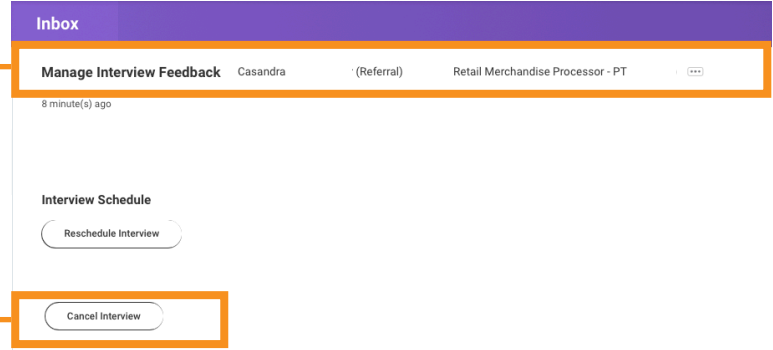 Inbox
Manage Interview Feedback Casandra (Referral) Retail Merchandise Processor - PT
8 minute(s) ago
Interview Schedule
Reschedule Interview
Cancel Interview